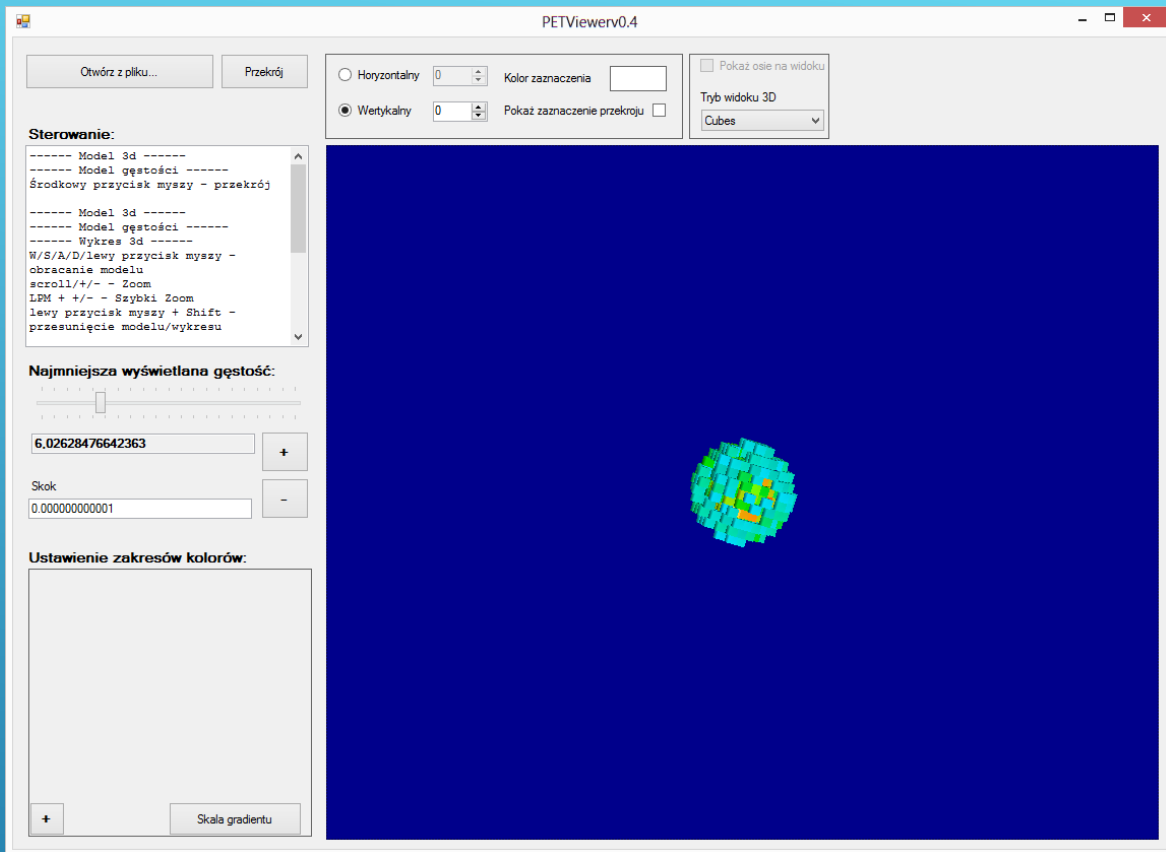 PETViewerv0.4
Otwórz z pliku...
Przekrój
Horyzontalny
0
Kolor zaznaczenia
Wertykalny
0
Pokaż zaznaczenie przekroju
Pokaż osie na widoku
Tryb widoku 3D
Cubes
Sterowanie:
------ Model 3d ------
------ Model gęstości ------
Środkowy przycisk myszy - przekrój
------ Model 3d ------
------ Model gęstości ------
------ Wykres 3d ------
W/S/A/D/lewy przycisk myszy -
obracanie modelu
scroll/+/- - Zoom
LPM + +/- - Szybki Zoom
lewy przycisk myszy + Shift -
przesunięcie modelu/wykresu
Najmniejsza wyświetlana gęstość:
6,02628476642363
+
Skok
0.000000000001
-
Ustawienie zakresów kolorów:
+
Skala gradientu